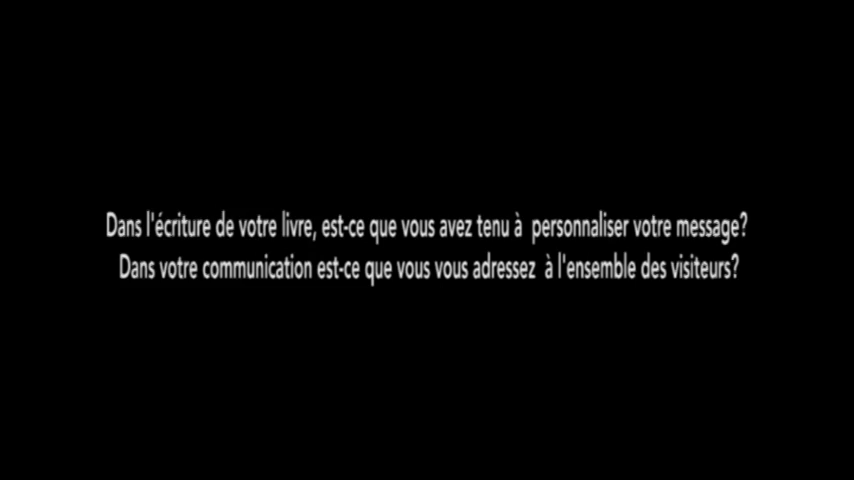 Dans l'écriture de votre livre, est-ce que vous avez tenu à personnaliser votre message?
Dans votre communication est-ce que vous vous adressez à l'ensemble des visiteurs?